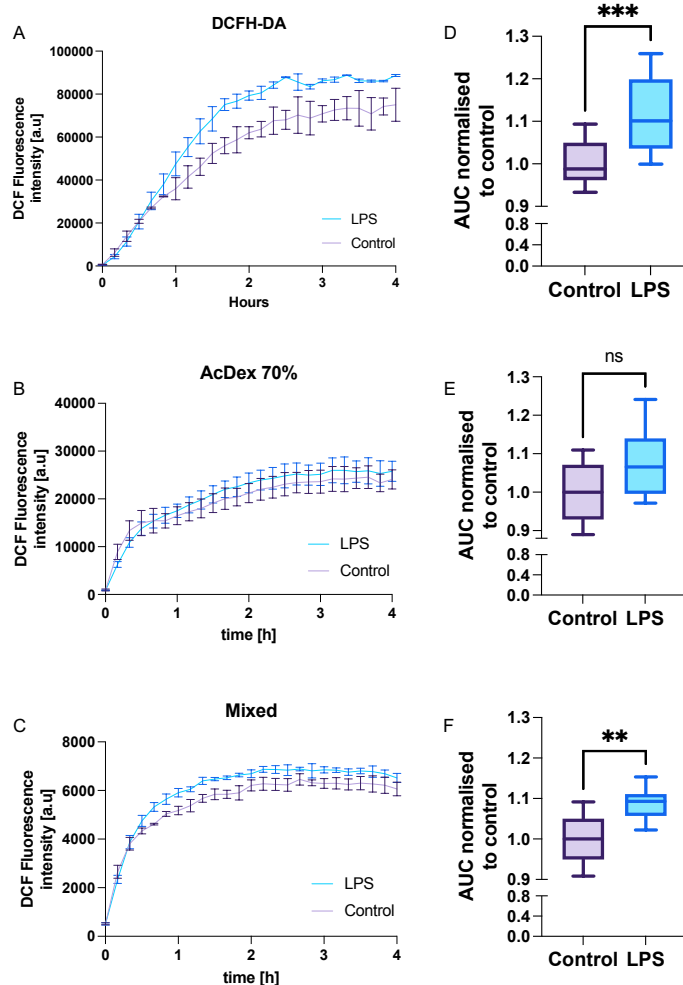 A
DCFH-DA
DCF Fluorescence
intensity [a.u]
100000
80000
60000
40000
20000
0
LPS
Control
0
1
2
3
4
Hours
D
***
AUC normalised
to control
1.3
1.2
1.1
1.0
0.9
0.8
0.4
0.0
Control LPS
B
AcDex 70%
DCF Fluorescence
intensity [a.u]
40000
30000
20000
10000
0
LPS
Control
0
1
2
3
4
time [h]
E
ns
AUC normalised
to control
1.3
1.2
1.1
1.0
0.9
0.8
0.4
0.0
Control LPS
C
Mixed
DCF Fluorescence
intensity [a.u]
8000
6000
4000
2000
0
LPS
Control
0
1
2
3
4
time [h]
F
**
AUC normalised
to control
1.3
1.2
1.1
1.0
0.9
0.8
0.4
0.0
Control LPS